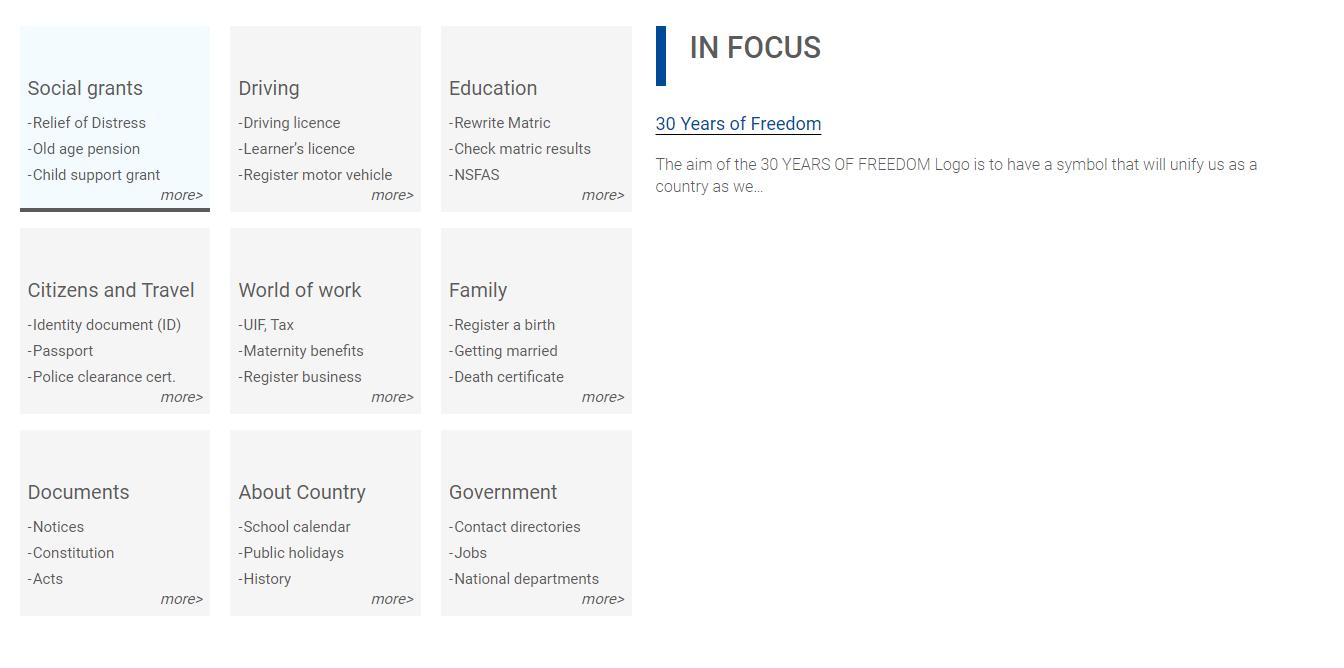 Social grants
-Relief of Distress
-Old age pension
-Child support grant
more>
Driving
-Driving licence
-Learner's licence
-Register motor vehicle
more>
Education
-Rewrite Matric
-Check matric results
-NSFAS
more>
Citizens and Travel
-Identity document (ID)
-Passport
-Police clearance cert.
more>
World of work
-UIF, Tax
-Maternity benefits
-Register business
more>
Family
-Register a birth
-Getting married
-Death certificate
more>
Documents
-Notices
-Constitution
-Acts
more>
About Country
-School calendar
-Public holidays
-History
more>
Government
-Contact directories
-Jobs
-National departments
more>
IN FOCUS
30 Years of Freedom
The aim of the 30 YEARS OF FREEDOM Logo is to have a symbol that will unify us as a
country as we...